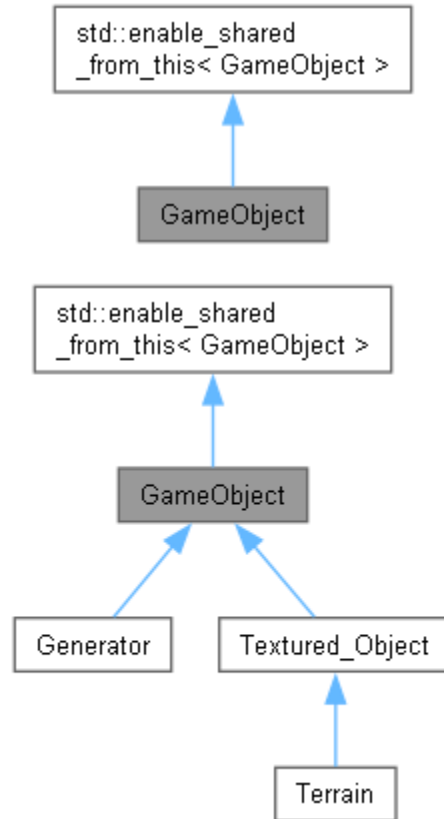 std::enable_shared
_from_this< GameObject >
GameObject
std::enable_shared
_from_this< GameObject >
GameObject
Generator
Textured_Object
Terrain